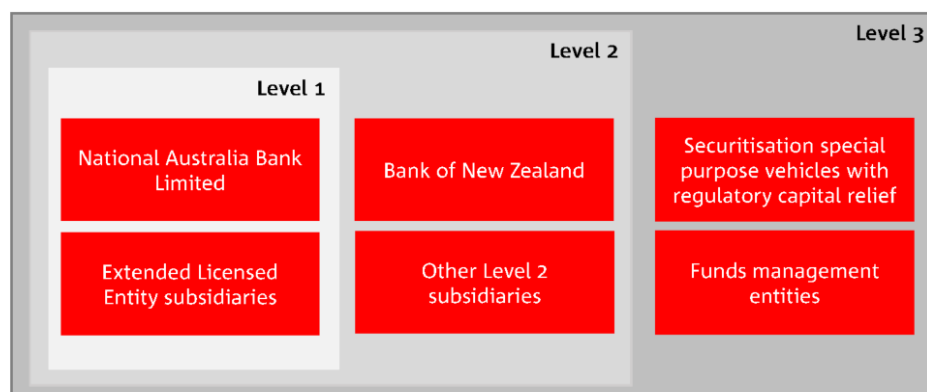 Level 3
Level 2
Level 1
National Australia Bank
Limited
Bank of New Zealand
Securitisation special
purpose vehicles with
regulatory capital relief
Extended Licensed
Entity subsidiaries
Other Level 2
subsidiaries
Funds management
entities